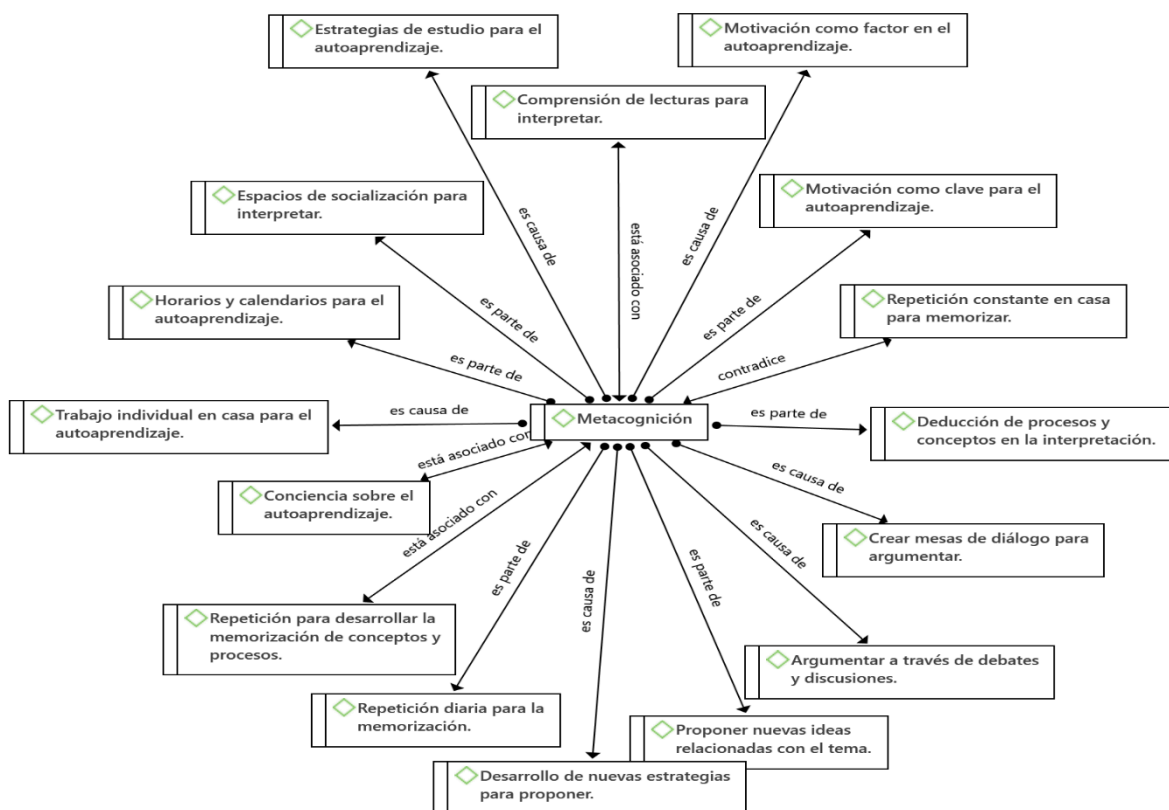 Estrategias de estudio para el
autoaprendizaje.
Motivación como factor en el
autoaprendizaje.
Comprensión de lecturas para
interpretar.
Espacios de socialización para
interpretar.
Motivación como clave para el
autoaprendizaje.
es causa de
está asociado con
es causa de
Horarios y calendarios para el
autoaprendizaje.
es parte de
es parte de
Repetición constante en casa
para memorizar.
es parte de
contradice
Trabajo individual en casa para el
autoaprendizaje.
es causa de
Metacognición
es parte de
Deducción de procesos y
conceptos en la interpretación.
está asociado con
Conciencia sobre el
autoaprendizaje.
está asociado con
es causa de
Crear mesas de diálogo para
argumentar.
es parte de
es causa de
es parte de
es causa de
Repetición para desarrollar la
memorización de conceptos y
procesos.
Argumentar a través de debates
y discusiones.
Repetición diaria para la
memorización.
Proponer nuevas ideas
relacionadas con el tema.
Desarrollo de nuevas estrategias
para proponer.